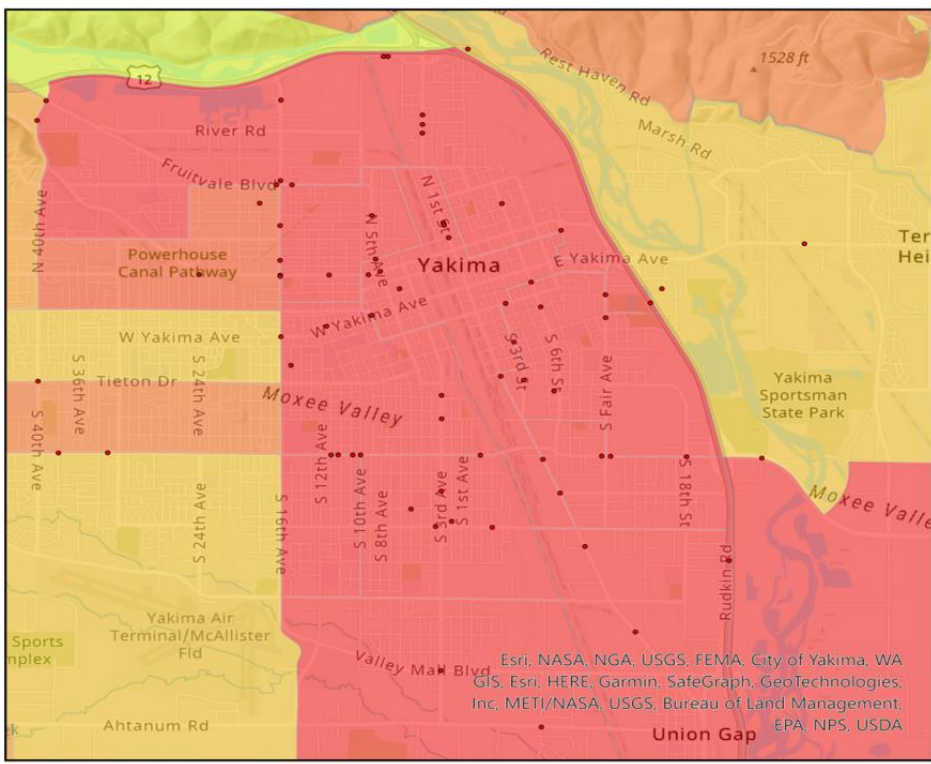 1528 ft
Rest Haven Rd
12
River Rd
Marsh Rd
Fruitvale Blvd
N 40th Ave
N 5th Ave
N 1st St
Powerhouse
Canal Pathway
Yakima
E Yakima Ave
Ter
Hei
W Yakima Ave
W Yakima Ave
S 36th Ave
S 24th Ave
Tieton Dr
S 3rd St
S 6th St
S Fair Ave
Yakima
Sportsman
State Park
Moxee Valley
S 40th Ave
S 12th Ave
S 10th Ave
S 8th Ave
S 3rd Ave
S 1st Ave
S 18th St
Moxee Valle
S 24th Ave
S 16th Ave
Rudkin Rd
Yakima Air
Terminal/McAllister
Fld
Sports
mplex
Valley Mall Blvd
Esri, NASA, NGA, USGS, FEMA, City of Yakima, WA
GIS, Esri, HERE, Garmin, SafeGraph, GeoTechnologies,
Inc, METI/NASA, USGS, Bureau of Land Management,
EPA, NPS, USDA
ek
Ahtanum Rd
Union Gap